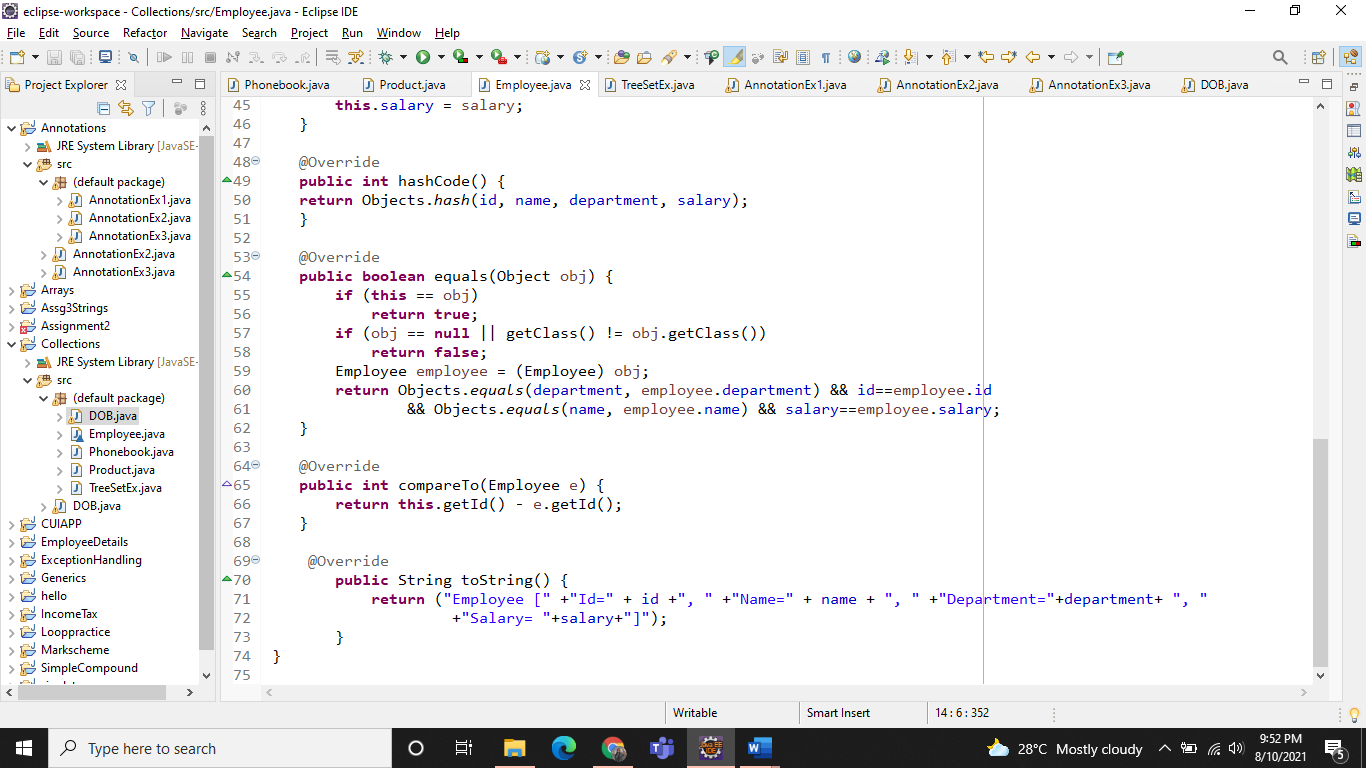 eclipse-workspace - Collections/src/Employee.java - Eclipse IDE
File Edit Source Refactor Navigate Search Project Run Window Help
Project Explorer
Phonebook.java Product.java Employee.java TreeSetEx.java AnnotationEx1.java AnnotationEx2.java AnnotationEx3.java DOB.java
Annotations
JRE System Library [JavaSE-
src
(default package)
AnnotationEx1.java
AnnotationEx2.java
AnnotationEx3.java
AnnotationEx2.java
AnnotationEx3.java
Arrays
Assg3Strings
Assignment2
Collections
JRE System Library [JavaSE-
src
(default package)
DOB.java
Employee.java
Phonebook.java
Product.java
TreeSetEx.java
DOB.java
CUIAPP
EmployeeDetails
ExceptionHandling
Generics
hello
IncomeTax
Looppractice
Markscheme
SimpleCompound
45 this.salary = salary;
46 }
47
48 @Override
49 public int hashCode() {
50 return Objects.hash(id, name, department, salary);
51 }
52
53 @Override
54 public boolean equals(Object obj) {
55 if (this == obj)
56 return true;
57 if (obj == null || getClass() != obj.getClass())
58 return false;
59 Employee employee = (Employee) obj;
60 return Objects.equals(department, employee.department) && id==employee.id
61 && Objects.equals(name, employee.name) && salary==employee.salary;
62 }
63
64 @Override
65 public int compareTo(Employee e) {
66 return this.getId() - e.getId();
67 }
68
69 @Override
70 public String toString() {
71 return ("Employee [" +"Id=" + id +", " +"Name=" + name + ", " +"Department="+department+ ", "
72 +"Salary= "+salary+"]");
73 }
74 }
75
Writable Smart Insert 14 : 6 : 352
Type here to search
28°C Mostly cloudy
9:52 PM
8/10/2021
5